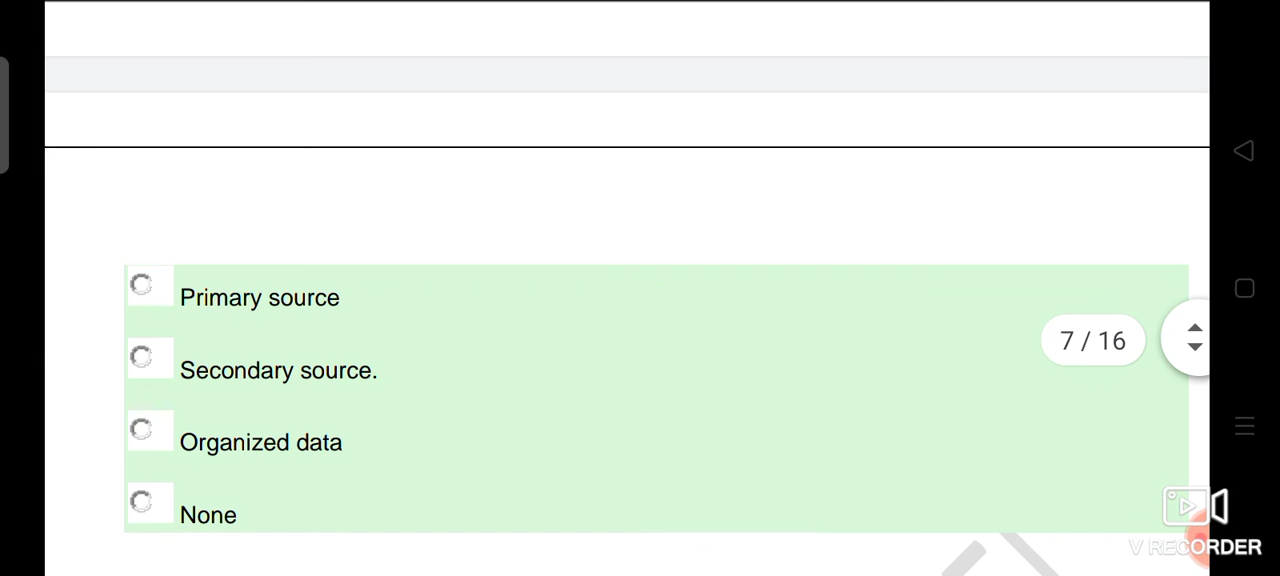 Primary source
7 / 16
Secondary source.
Organized data
None
V RECORDER